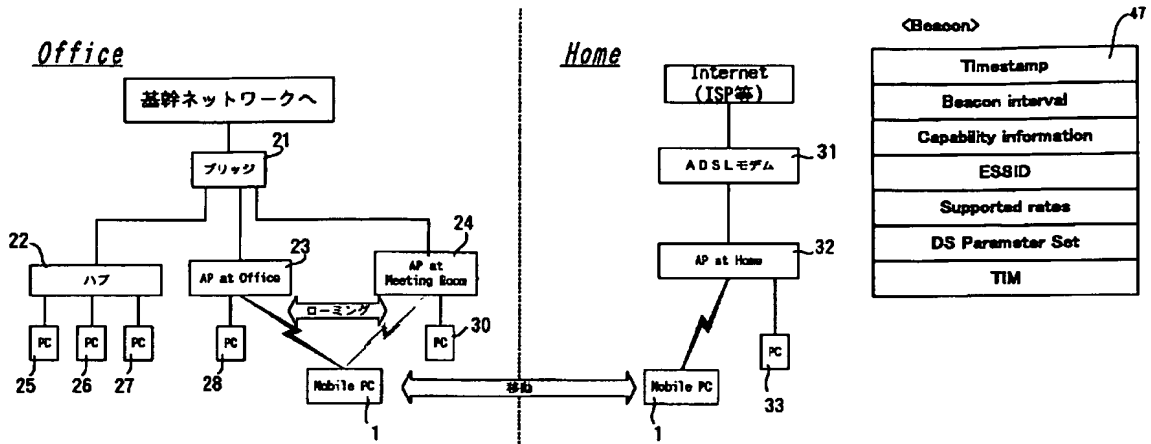 Office
基幹ネットワークへ
21
ブリッジ
22
ハブ
23
AP at Office
24
AP at
Meeting Room
ローミング
PC
25
PC
26
PC
27
PC
28
PC
30
Mobile PC
1
移動
Home
Internet
(ISP等)
ADSLモデム
31
AP at Home
32
PC
33
Mobile PC
1
<Beacon>
47
Timestamp
Beacon interval
Capability information
ESSID
Supported rates
DS Parameter Set
TIM